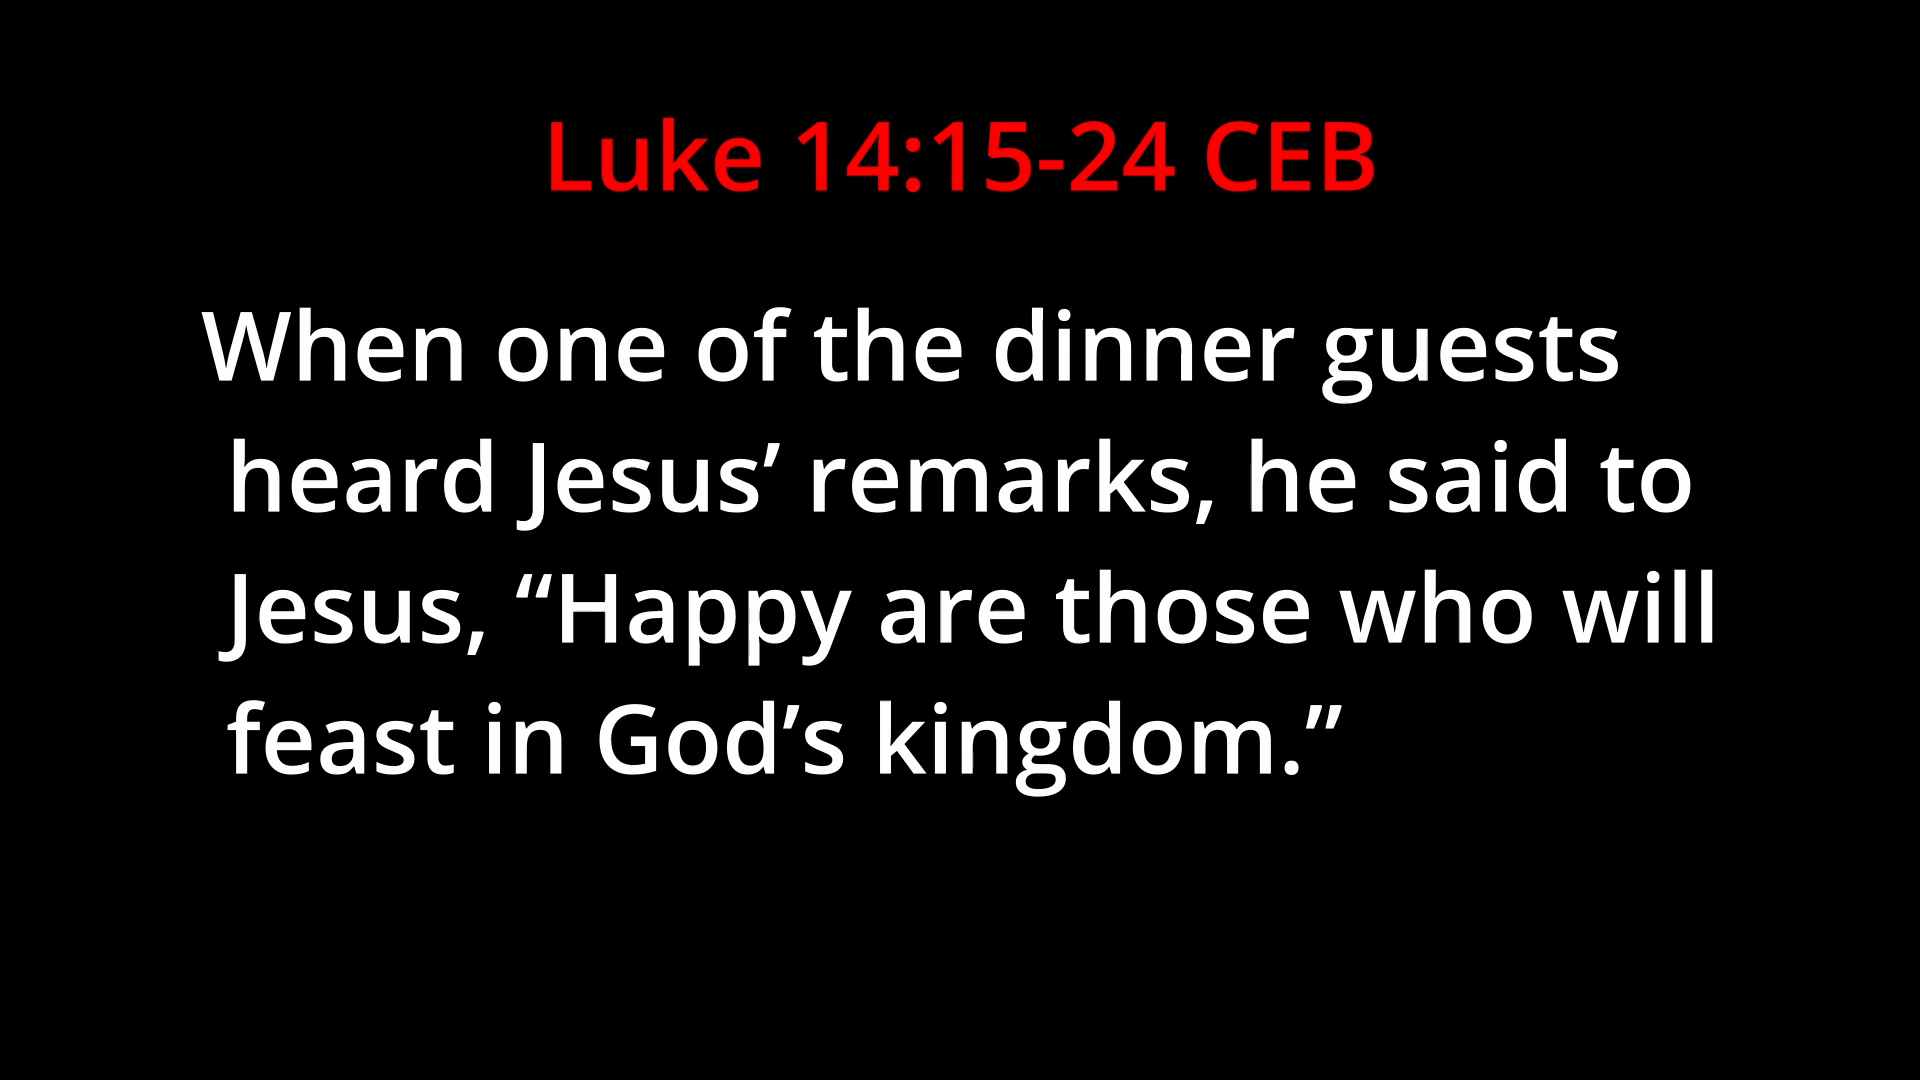 Luke 14:15-24 CEB
When one of the dinner guests
heard Jesus’ remarks, he said to
Jesus, “Happy are those who will
feast in God’s kingdom.”